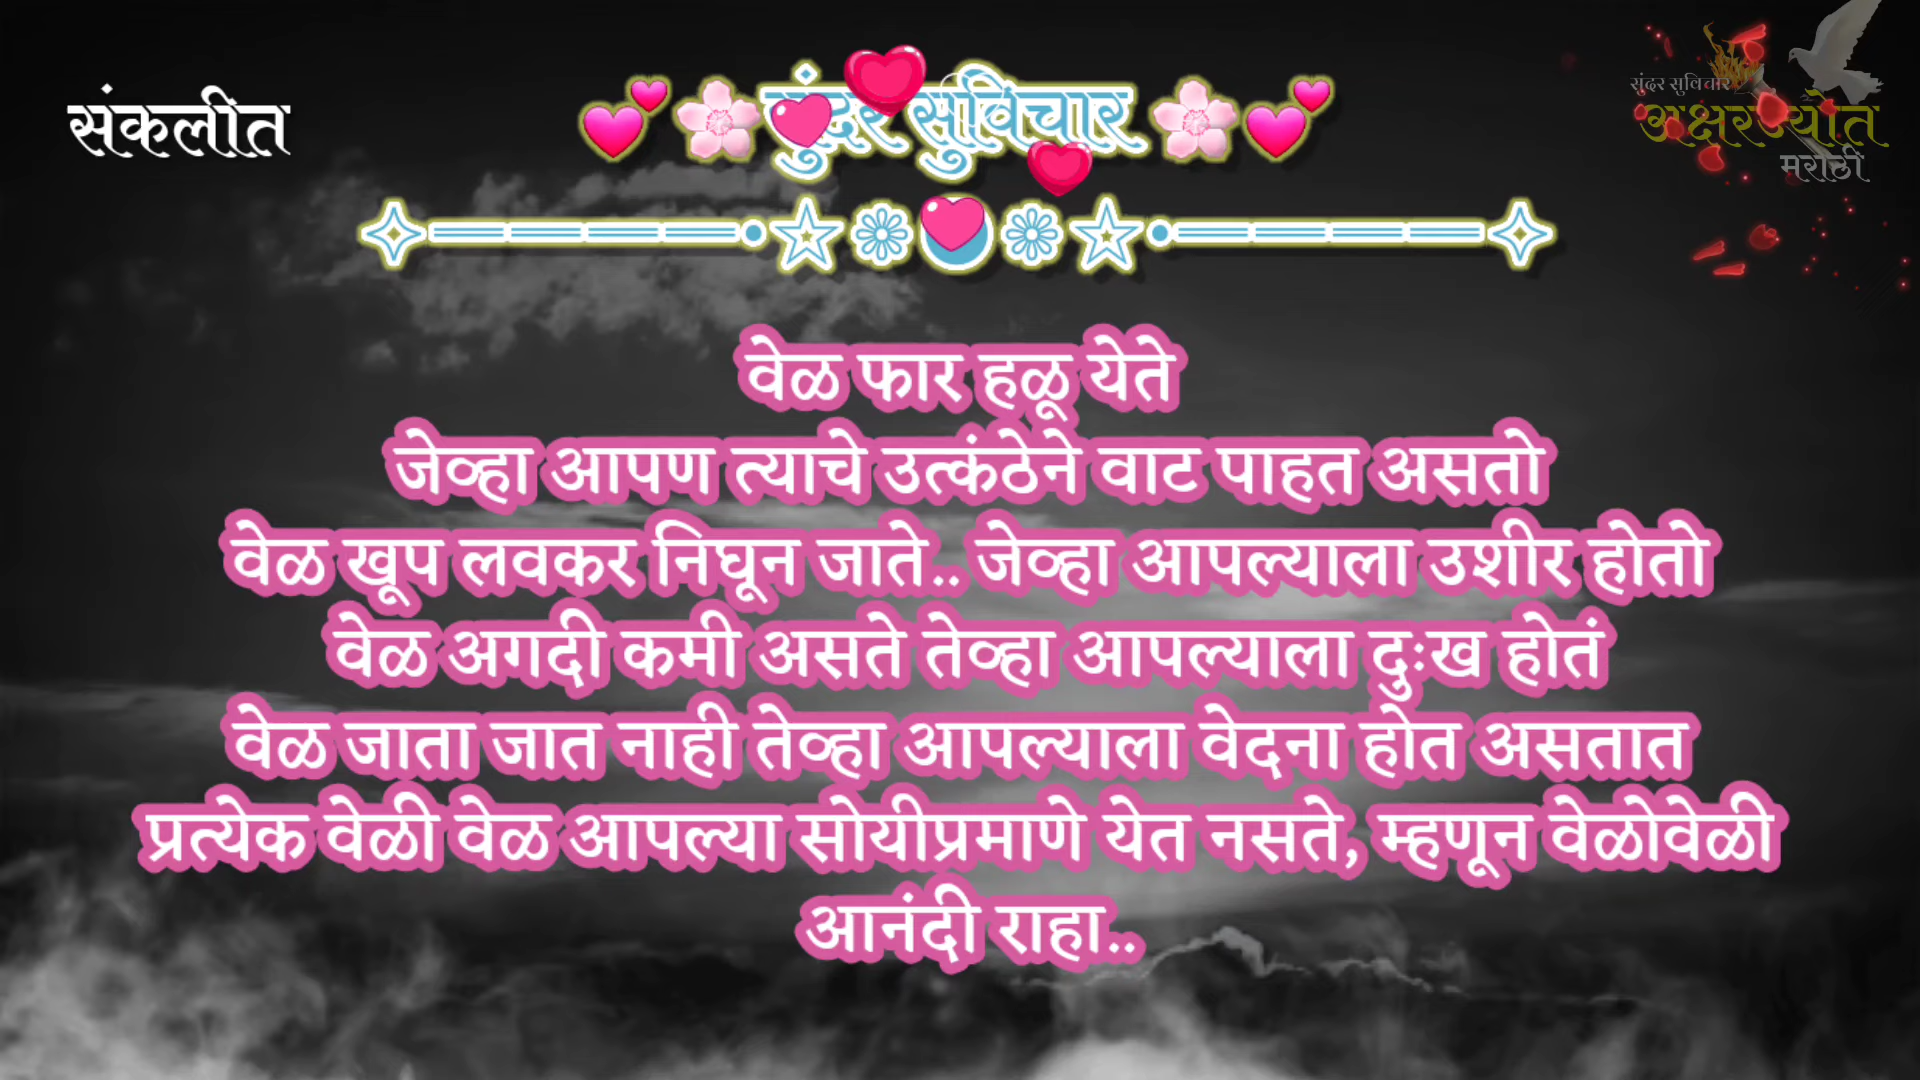 संकलीत
💕🌸सुंदर सुविचार🌸💕
वेळ फार हळू येते
जेव्हा आपण त्याचे उत्कंठेने वाट पाहत असतो
वेळ खूप लवकर निघून जाते.. जेव्हा आपल्याला उशीर होतो
वेळ अगदी कमी असते तेव्हा आपल्याला दुःख होतं
वेळ जाता जात नाही तेव्हा आपल्याला वेदना होत असतात
प्रत्येक वेळी वेळ आपल्या सोयीप्रमाणे येत नसते, म्हणून वेळोवेळी
आनंदी राहा..
सुंदर सुविचार
अक्षरज्योत
मराठी